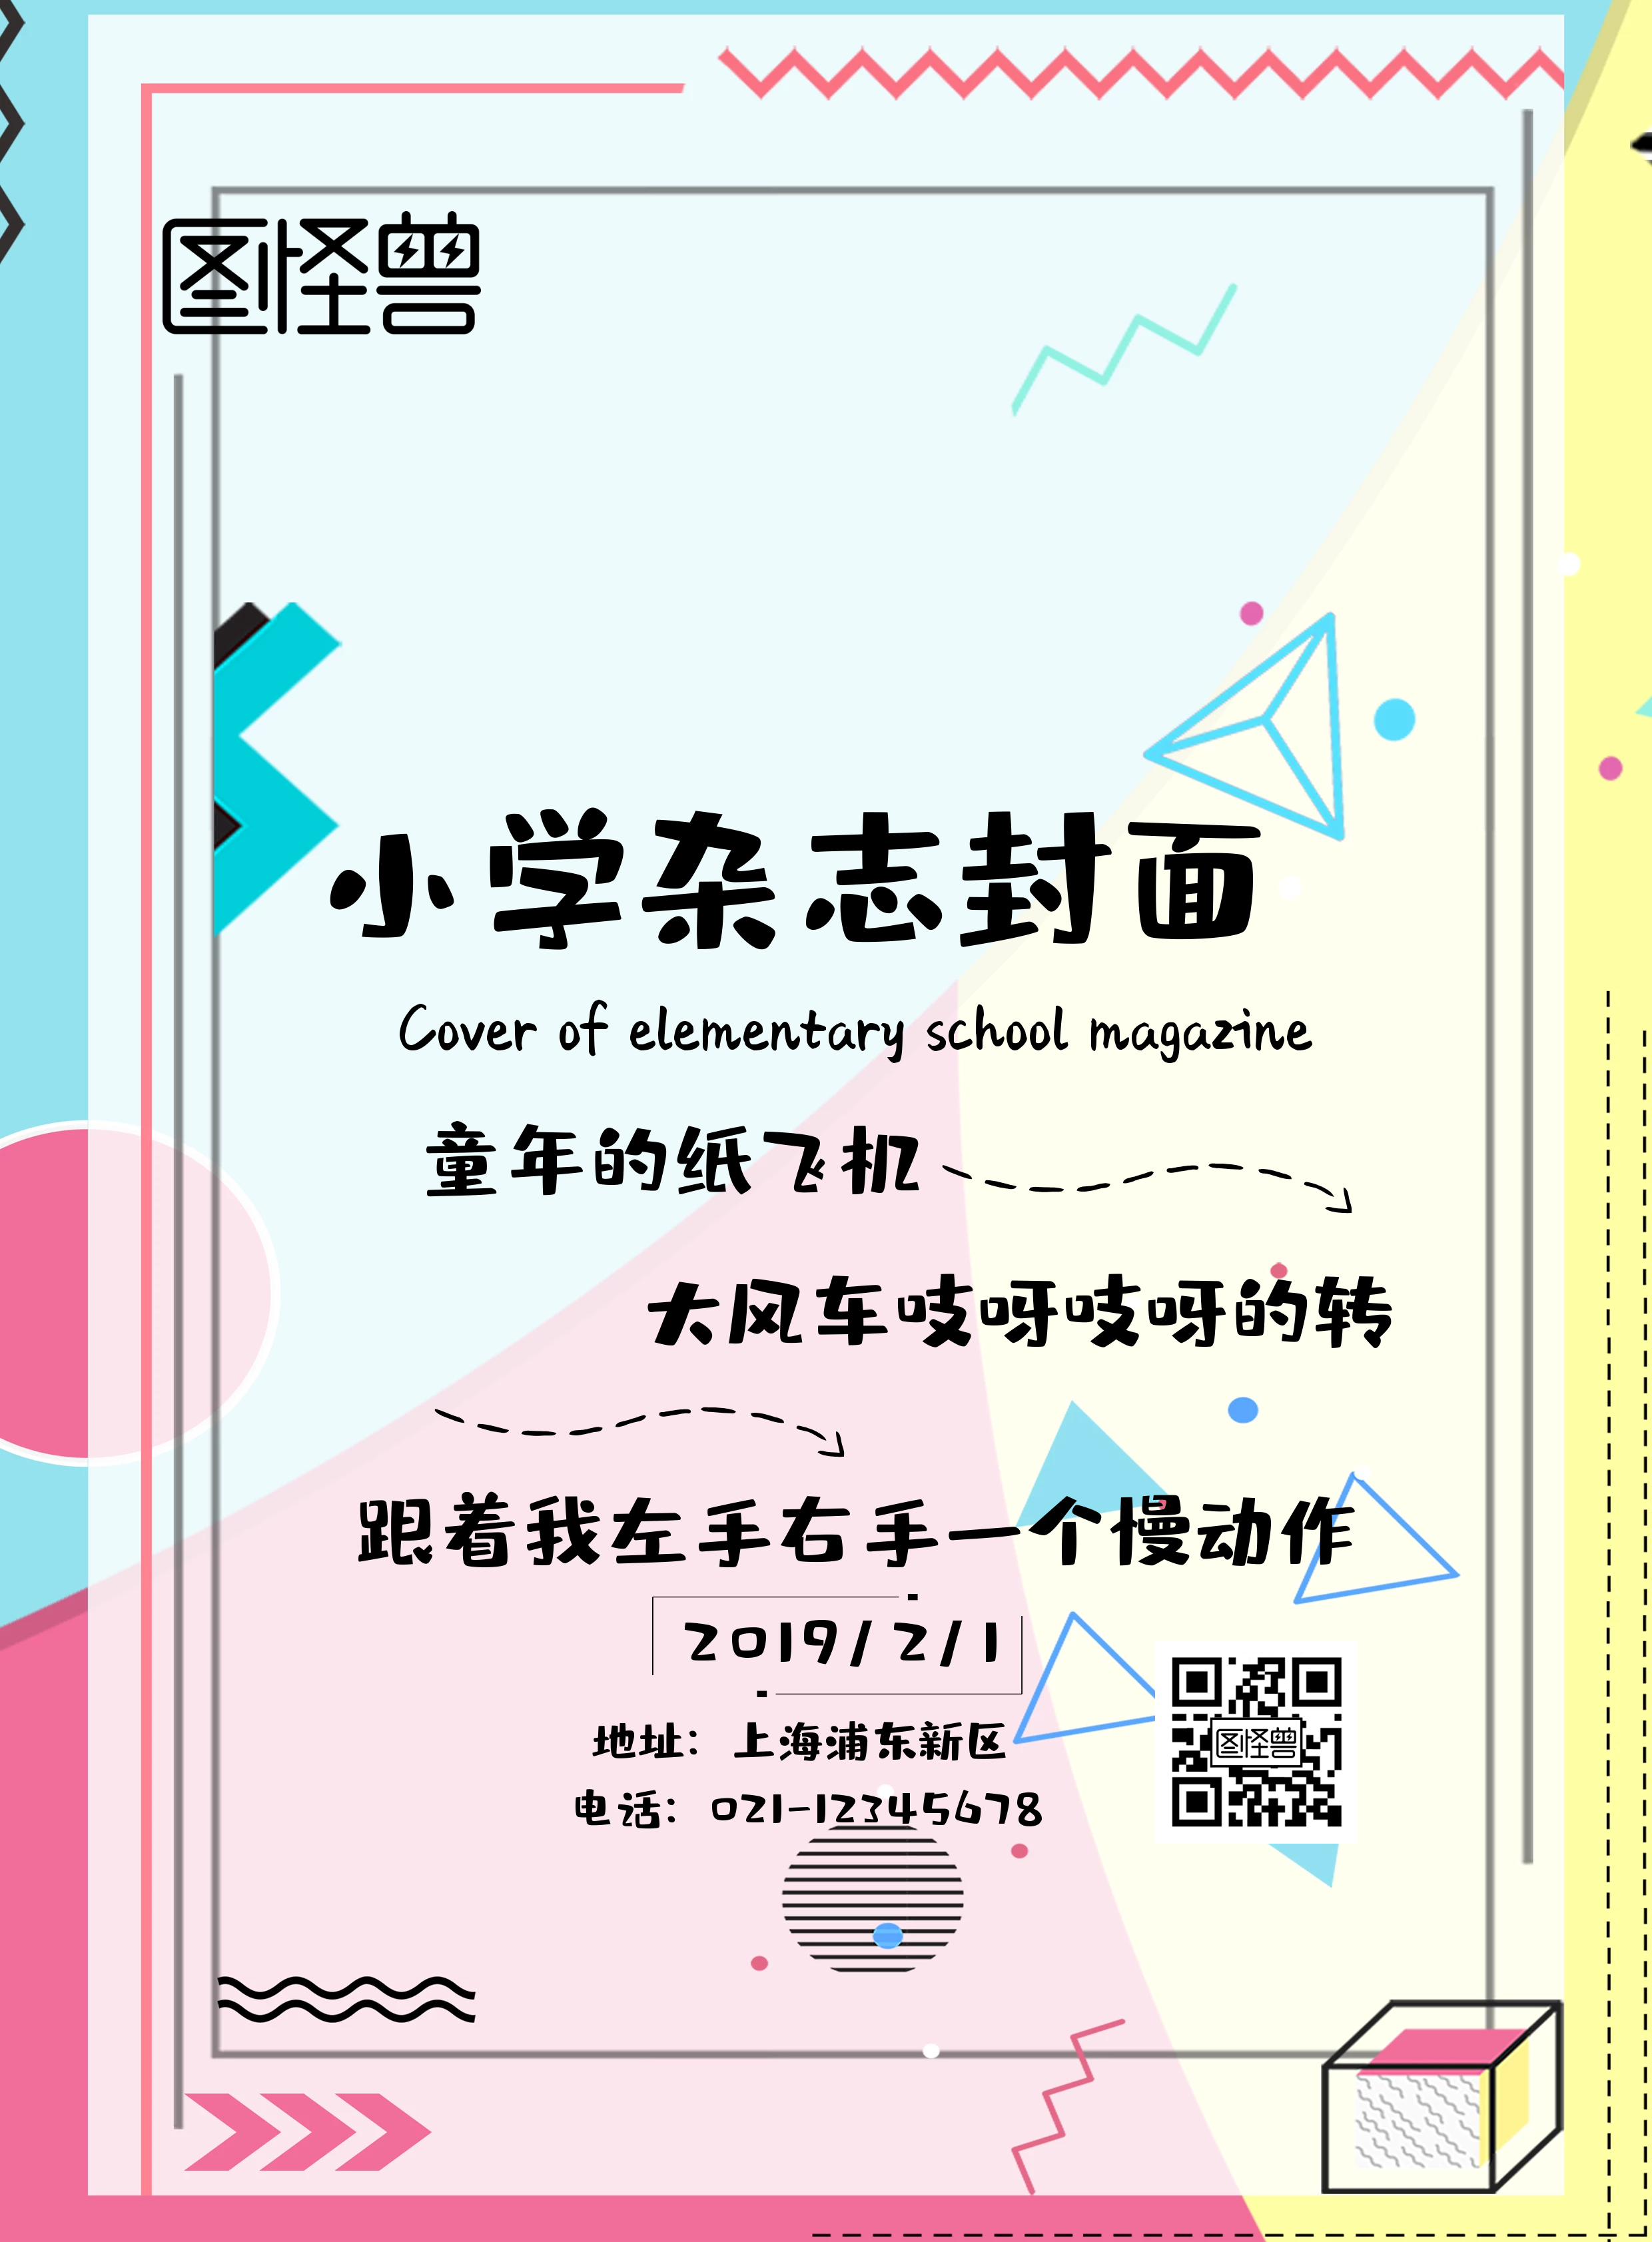 图怪兽
小学杂志封面
Cover of elementary school magazine
童年的纸飞机
大风车吱呀吱呀的转
跟着我左手右手一个慢动作
2019/2/1
地址：上海浦东新区
电话：021-12345678
图怪兽